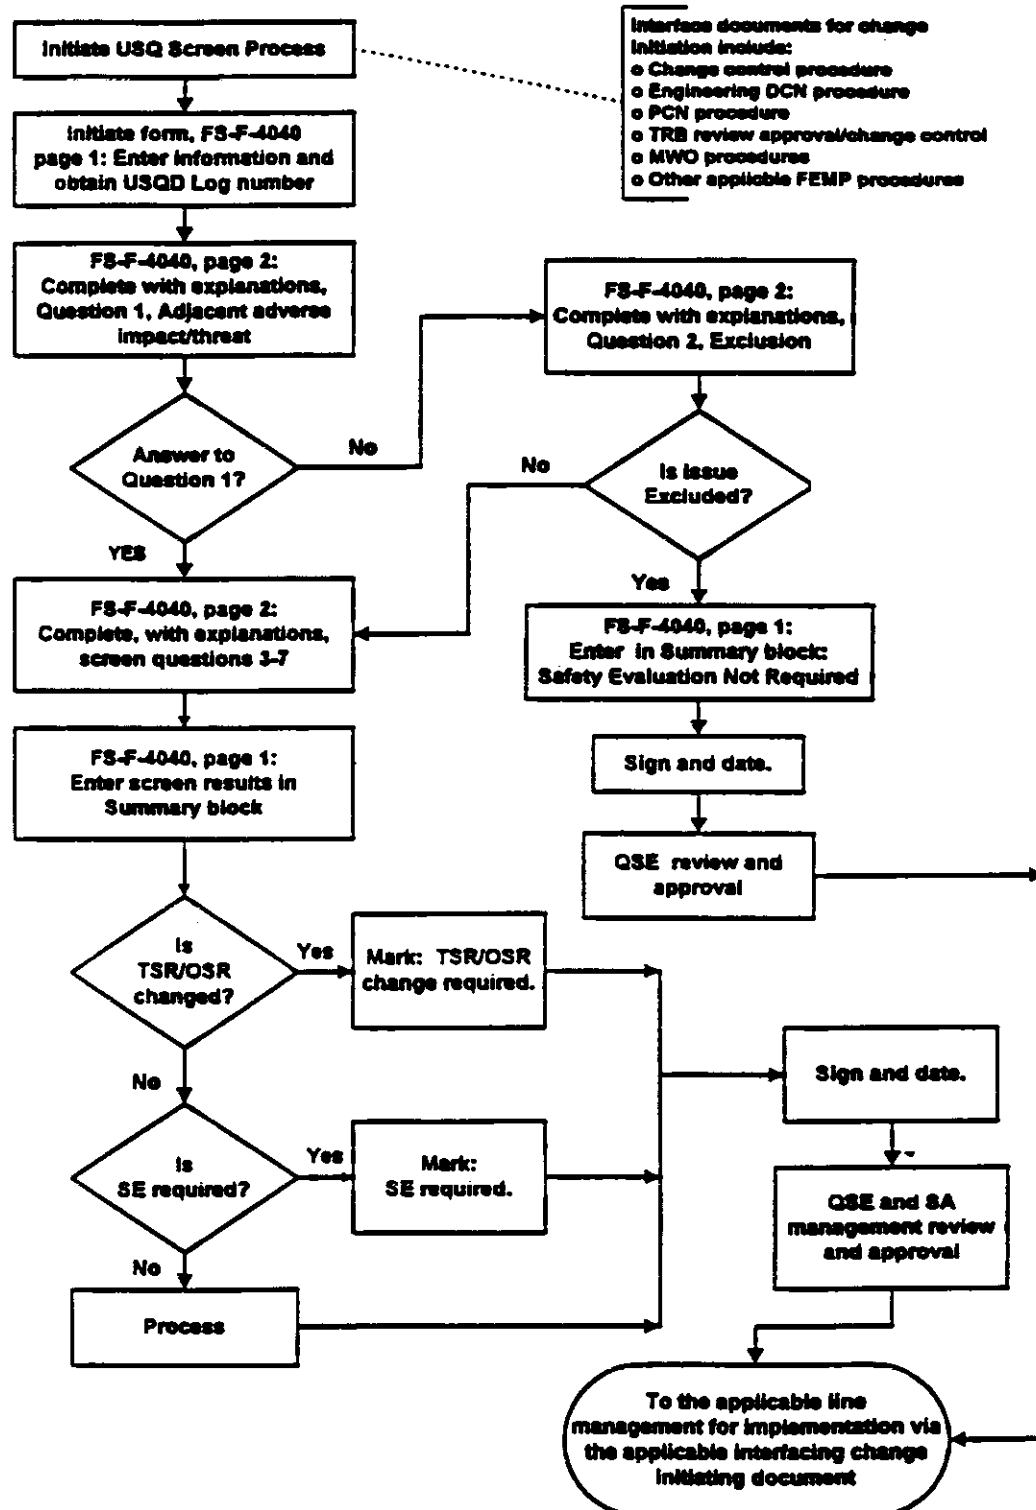 Initiate USQ Screen Process
Interface documents for change
initiation include:
o Change control procedure
o Engineering DCN procedure
o PCN procedure
o TRB review approval/change control
o MWO procedures
o Other applicble FEMP procedures
Initiate form, FS-F-4040
page 1: Enter information and
obtain USQD Log number
FS-F-4040, page 2:
Complete with explanations,
Question 1, Adjacent adverse
impact/threat
FS-F-4040, page 2:
Complete with explanations,
Question 2, Exclusion
Answer to
Question 1?
No
Is issue
Excluded?
No
YES
Yes
FS-F-4040, page 2:
Complete, with explanations,
screen questions 3-7
FS-F-4040, page 1:
Enter in Summary block:
Safety Evaluation Not Required
FS-F-4040, page 1:
Enter screen results in
Summary block
Sign and date.
QSE review and
approval
Is
TSR/OSR
changed?
Yes
Mark: TSR/OSR
change required.
No
Sign and date.
Is
SE required?
Yes
Mark:
SE required.
QSE and SA
management review
and approval
No
Process
To the applicable line
management for implementation via
the applicable interfacing change
initiating document